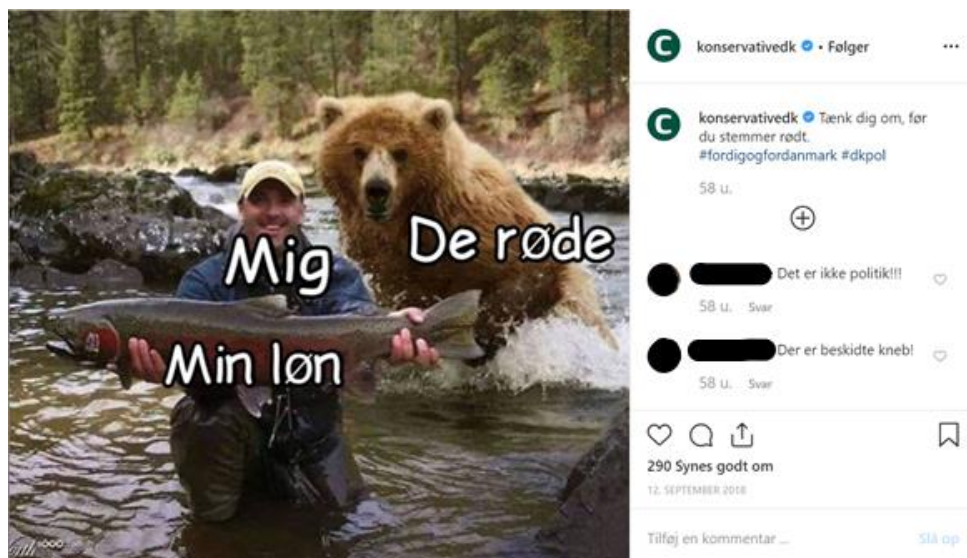 Mig
De røde
Min løn
konservativedk • Følger
konservativedk Tænk dig om, før
du stemmer rødt.
#fordigogfordanmark #dkpol
58 u.
Det er ikke politik!!!
58 u. Svar
Der er beskidte kneb!
58 u. Svar
290 Synes godt om
12. SEPTEMBER 2018
Tilføj en kommentar ...
Slå op